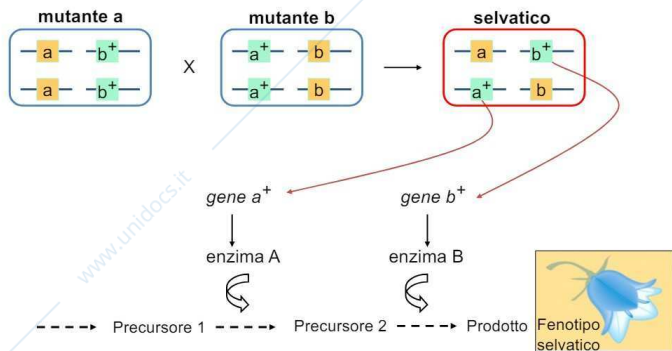 mutante a
mutante b
selvatico
a b⁺
a⁺ b
a b⁺
X
a b⁺
a⁺ b
a⁺ b
gene a⁺
gene b⁺
enzima A
enzima B
Precursore 1
Precursore 2
Prodotto
Fenotipo
selvatico
www.unidocs.it